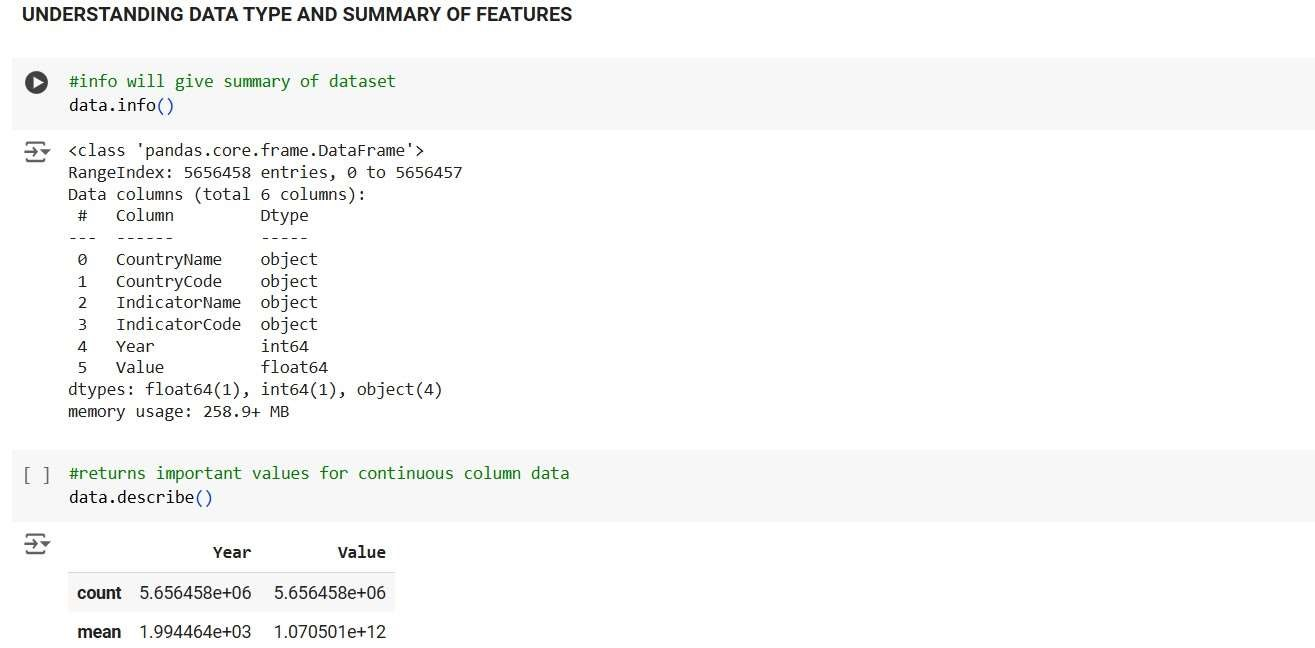 UNDERSTANDING DATA TYPE AND SUMMARY OF FEATURES
#info will give summary of dataset
data.info()
<class 'pandas.core.frame.DataFrame'>
RangeIndex: 5656458 entries, 0 to 5656457
Data columns (total 6 columns):
 #   Column         Dtype
---  ------         -----
 0   CountryName    object
 1   CountryCode    object
 2   IndicatorName  object
 3   IndicatorCode  object
 4   Year           int64
 5   Value          float64
dtypes: float64(1), int64(1), object(4)
memory usage: 258.9+ MB
[ ] #returns important values for continuous column data
data.describe()
Year Value
count 5.656458e+06 5.656458e+06
mean 1.994464e+03 1.070501e+12